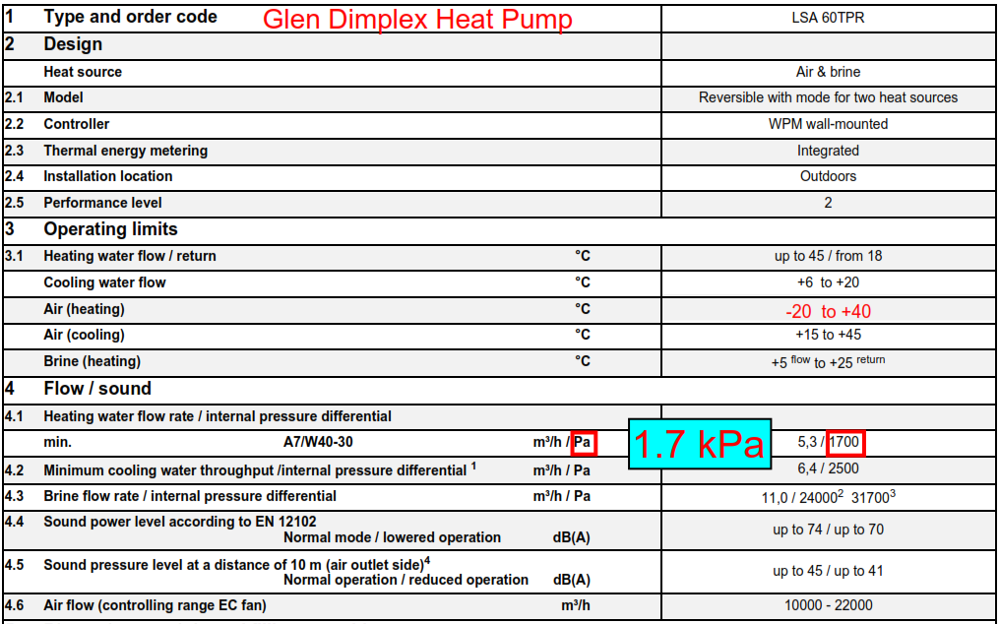 1 Type and order code Glen Dimplex Heat Pump LSA 60TPR
2 Design
Heat source Air & brine
2.1 Model Reversible with mode for two heat sources
2.2 Controller WPM wall-mounted
2.3 Thermal energy metering Integrated
2.4 Installation location Outdoors
2.5 Performance level 2
3 Operating limits
3.1 Heating water flow / return °C up to 45 / from 18
Cooling water flow °C +6 to +20
Air (heating) °C -20 to +40
Air (cooling) °C +15 to +45
Brine (heating) °C +5 flow to +25 return
4 Flow / sound
4.1 Heating water flow rate / internal pressure differential
min. A7/W40-30 m³/h / Pa 1.7 kPa 5,3 / 1700
4.2 Minimum cooling water throughput /internal pressure differential 1 m³/h / Pa 6,4 / 2500
4.3 Brine flow rate / internal pressure differential m³/h / Pa 11,0 / 24000² 31700³
4.4 Sound power level according to EN 12102
Normal mode / lowered operation dB(A) up to 74 / up to 70
4.5 Sound pressure level at a distance of 10 m (air outlet side)⁴
Normal operation / reduced operation dB(A) up to 45 / up to 41
4.6 Air flow (controlling range EC fan) m³/h 10000 - 22000